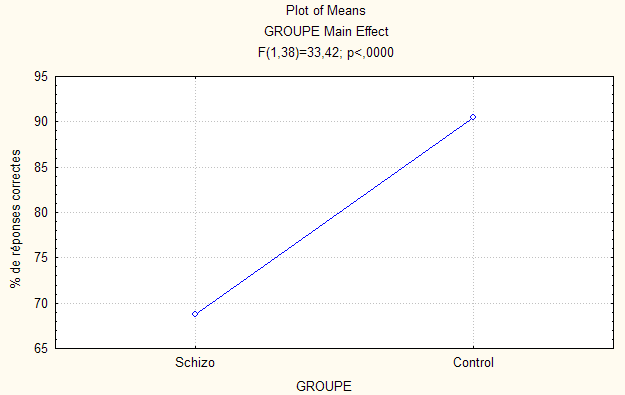 Plot of Means
GROUPE Main Effect
F(1,38)=33,42; p<,0000
% de réponses correctes
95
90
85
80
75
70
65
Schizo Control
GROUPE